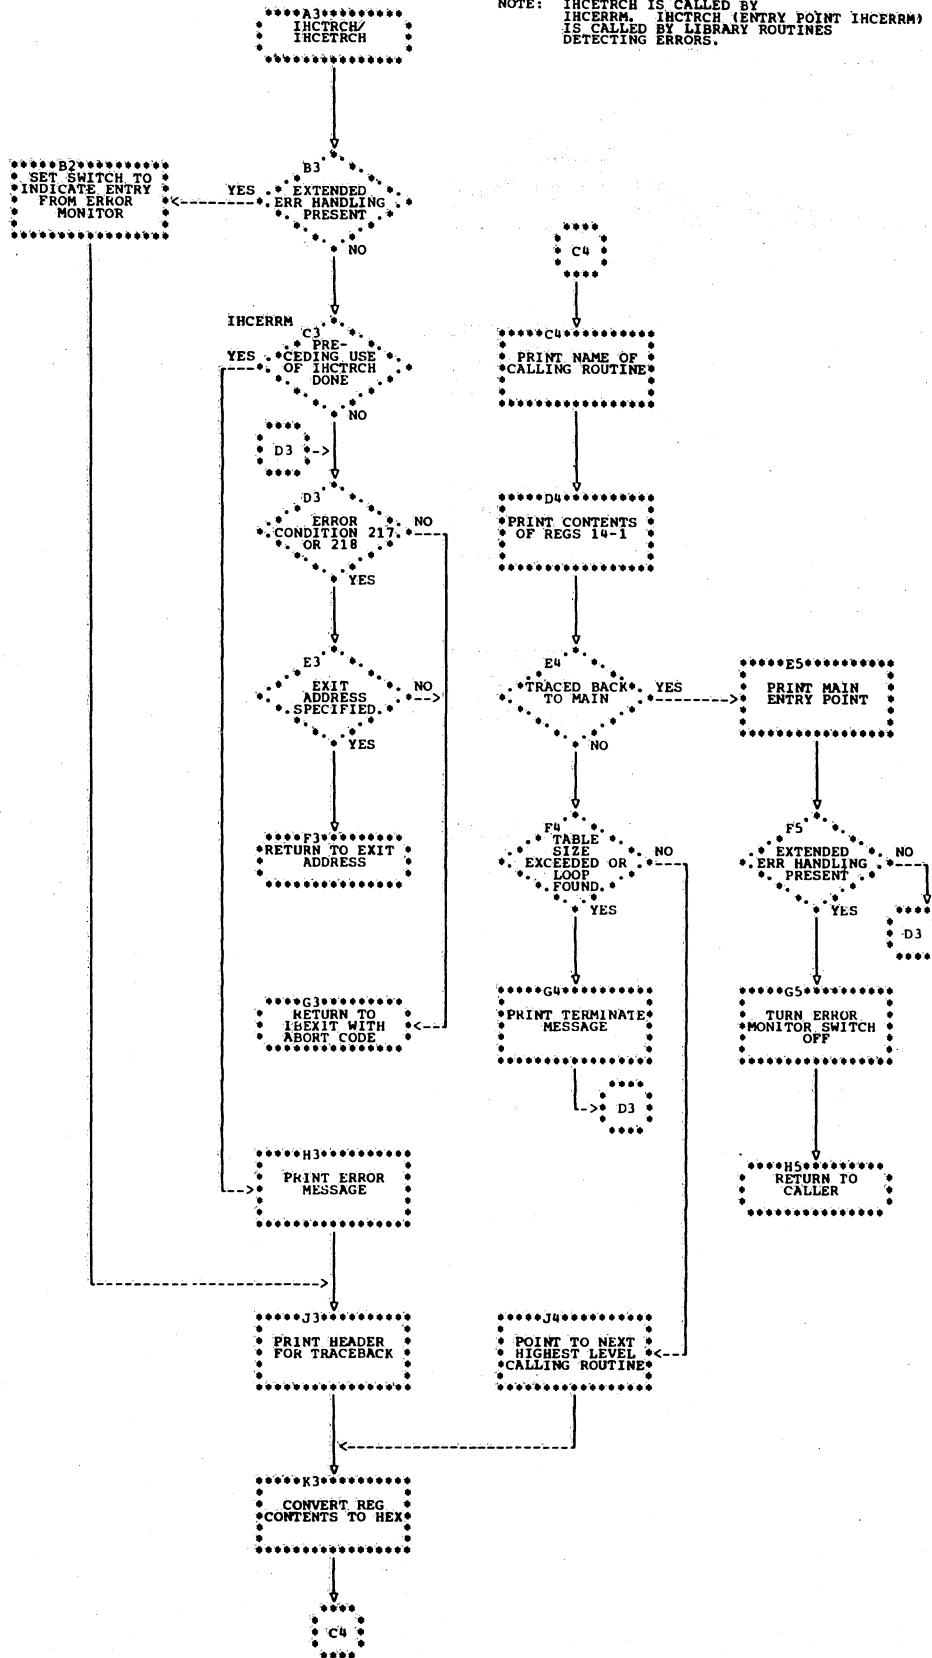 A3
IHCTRCH/
IHCETRCH
NOTE: IHCETRCH IS CALLED BY
IHCERRM. IHCTRCH (ENTRY POINT IHCERRM)
IS CALLED BY LIBRARY ROUTINES
DETECTING ERRORS.
B2
SET SWITCH TO
INDICATE ENTRY
FROM ERROR
MONITOR
YES
B3
EXTENDED
ERR HANDLING
PRESENT
NO
C4
IHCERRM
C3
PRE-
CEDING USE
OF IHCTRCH
DONE
YES
NO
C4
PRINT NAME OF
CALLING ROUTINE
D3
D3
ERROR
CONDITION 217
OR 218
NO
YES
D4
PRINT CONTENTS
OF REGS 14-1
E3
EXIT
ADDRESS
SPECIFIED
NO
YES
E4
TRACED BACK
TO MAIN
YES
NO
E5
PRINT MAIN
ENTRY POINT
F3
RETURN TO EXIT
ADDRESS
F4
TABLE
SIZE
EXCEEDED OR
LOOP
FOUND
NO
YES
F5
EXTENDED
ERR HANDLING
PRESENT
NO
YES
D3
G3
RETURN TO
IBEXIT WITH
ABORT CODE
G4
PRINT TERMINATE
MESSAGE
G5
TURN ERROR
MONITOR SWITCH
OFF
D3
H3
PRINT ERROR
MESSAGE
H5
RETURN TO
CALLER
J3
PRINT HEADER
FOR TRACEBACK
J4
POINT TO NEXT
HIGHEST LEVEL
CALLING ROUTINE
K3
CONVERT REG
CONTENTS TO HEX
C4